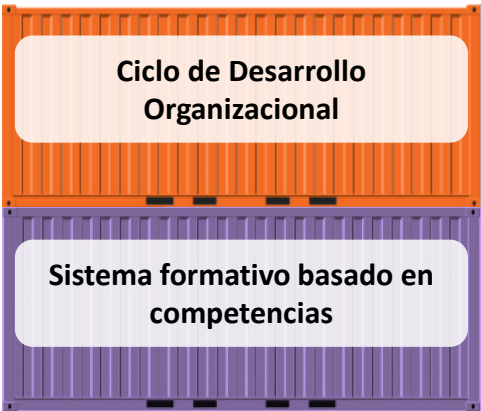 Ciclo de Desarrollo
Organizacional
Sistema formativo basado en
competencias